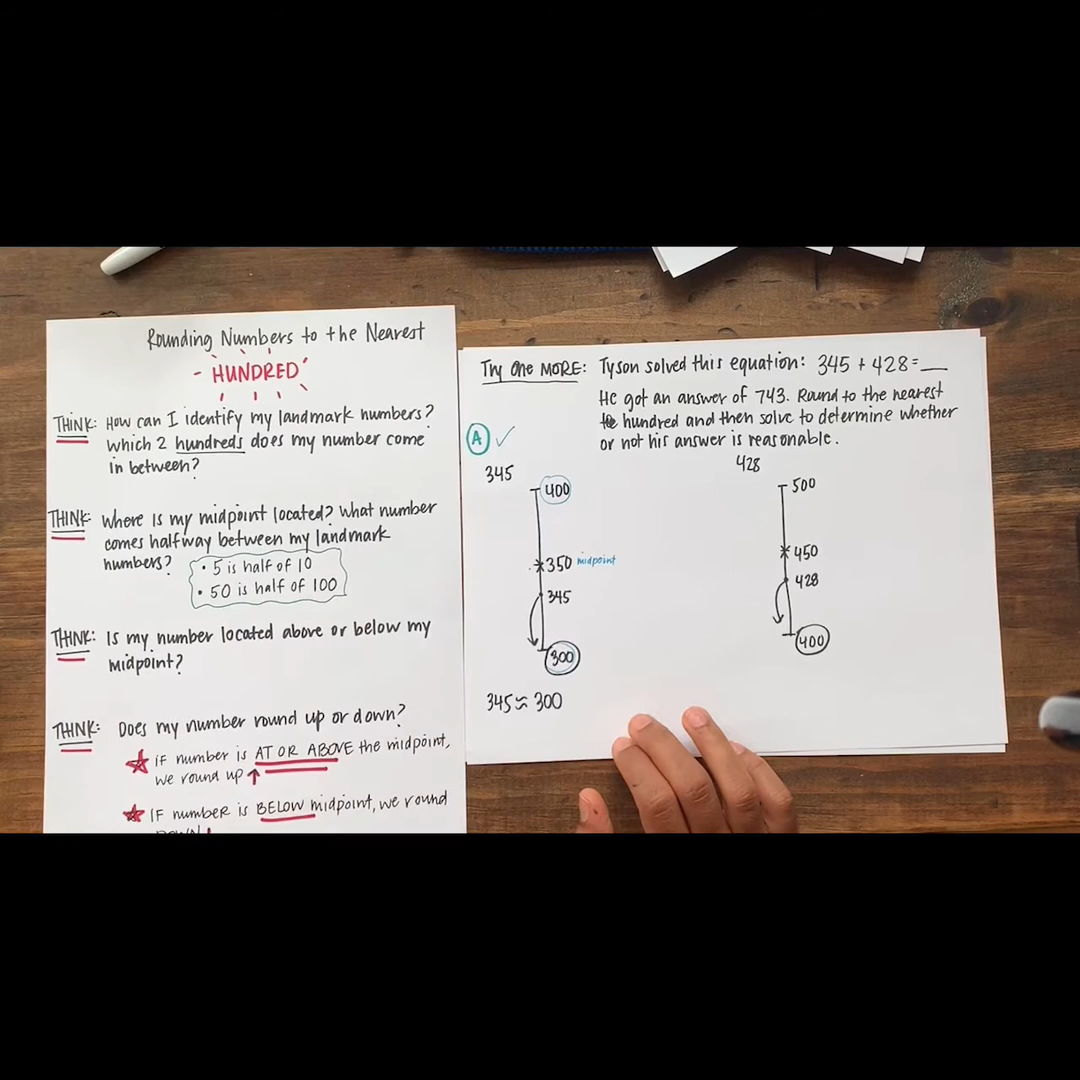 Rounding Numbers to the Nearest
- HUNDRED
THINK: How can I identify my landmark numbers?
which 2 hundreds does my number come
in between?
THINK: Where is my midpoint located? What number
comes halfway between my landmark
numbers?
• 5 is half of 10
• 50 is half of 100
THINK: Is my number located above or below my
midpoint?
THINK: Does my number round up or down?
IF number is AT OR ABOVE the midpoint,
we round up ↑
IF number is BELOW midpoint, we round
DOWN
Try One MORE: Tyson solved this equation: 345 + 428 = __
He got an answer of 743. Round to the nearest
hundred and then solve to determine whether
or not his answer is reasonable.
A ✓
345
400
350 midpoint
345
300
345 ≈ 300
428
500
450
428
400